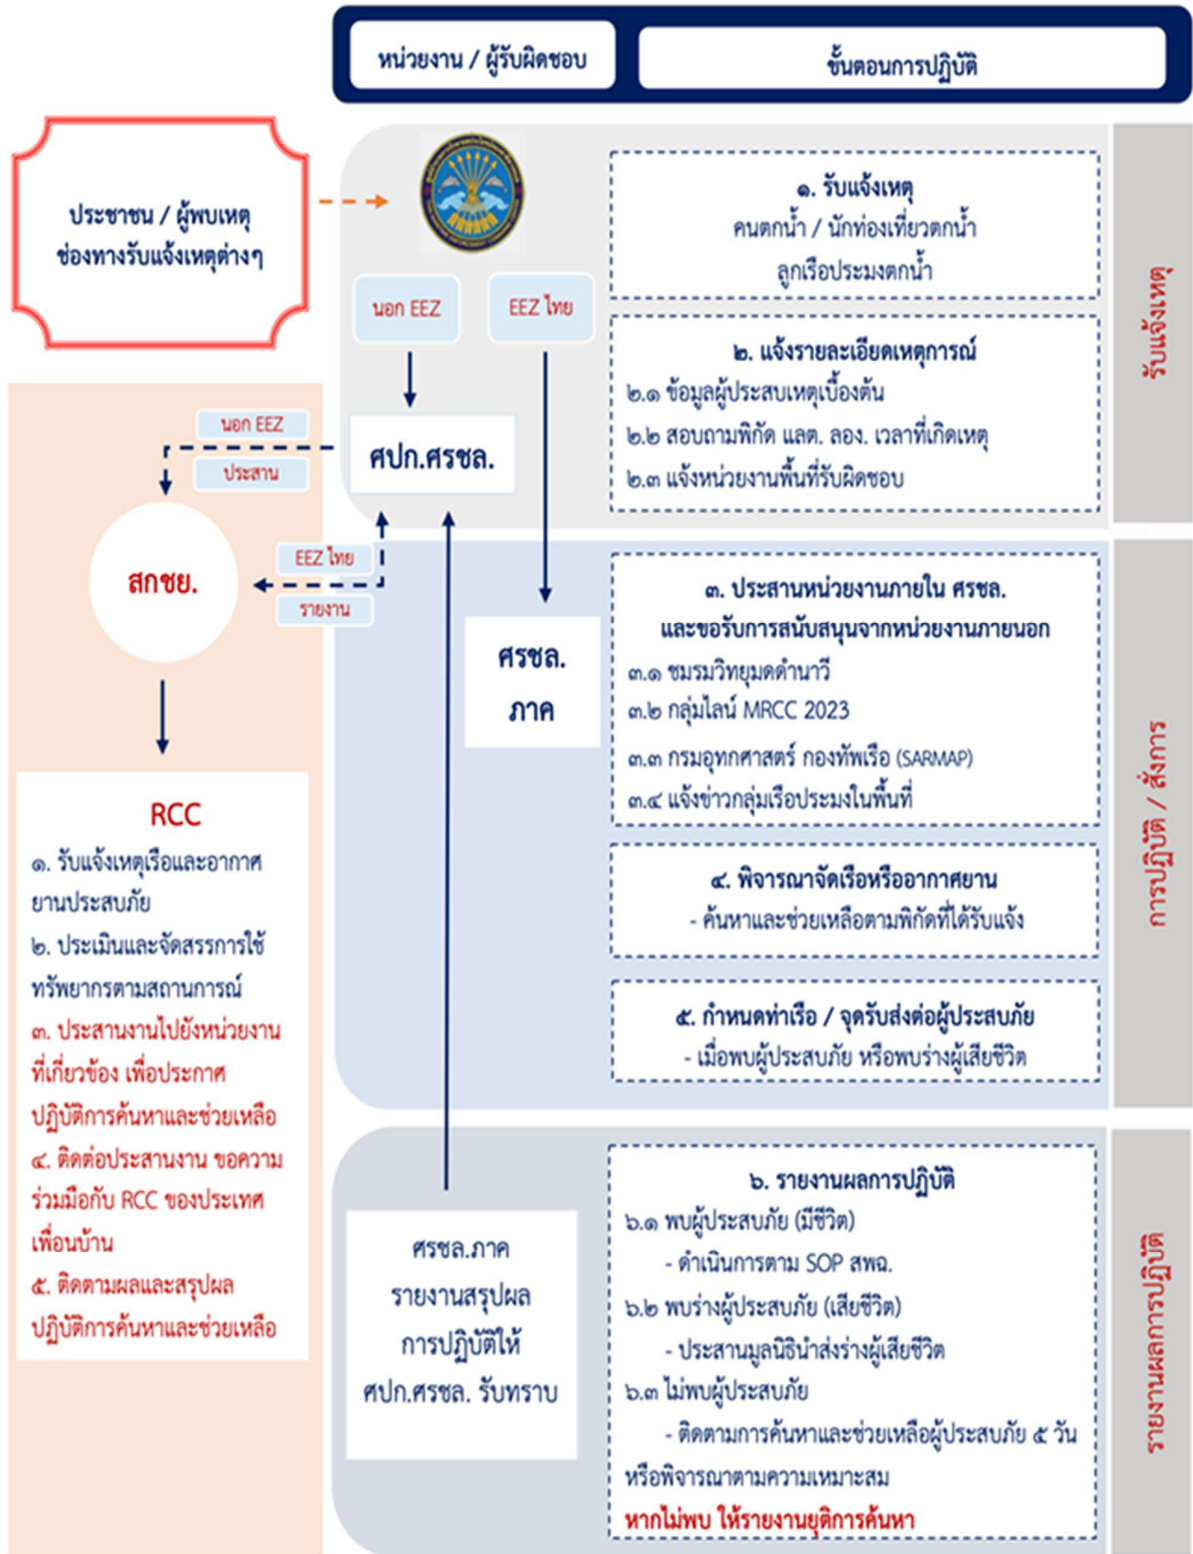 หน่วยงาน / ผู้รับผิดชอบ
ขั้นตอนการปฏิบัติ
ประชาชน / ผู้พบเหตุ
ช่องทางรับแจ้งเหตุต่างๆ
นอก EEZ
EEZ ไทย
ศปก.ศรชล.
๑. รับแจ้งเหตุ
คนตกน้ำ / นักท่องเที่ยวตกน้ำ
ลูกเรือประมงตกน้ำ
๒. แจ้งรายละเอียดเหตุการณ์
๒.๑ ข้อมูลผู้ประสบเหตุเบื้องต้น
๒.๒ สอบถามพิกัด แลต. ลอง. เวลาที่เกิดเหตุ
๒.๓ แจ้งหน่วยงานพื้นที่รับผิดชอบ
รับแจ้งเหตุ
นอก EEZ
ประสาน
สกชย.
EEZ ไทย
รายงาน
ศรชล.
ภาค
๓. ประสานหน่วยงานภายใน ศรชล.
และขอรับการสนับสนุนจากหน่วยงานภายนอก
๓.๑ ชมรมวิทยุมดดำนาวี
๓.๒ กลุ่มไลน์ MRCC 2023
๓.๓ กรมอุทกศาสตร์ กองทัพเรือ (SARMAP)
๓.๔ แจ้งข่าวกลุ่มเรือประมงในพื้นที่
๔. พิจารณาจัดเรือหรืออากาศยาน
- ค้นหาและช่วยเหลือตามพิกัดที่ได้รับแจ้ง
๕. กำหนดท่าเรือ / จุดรับส่งต่อผู้ประสบภัย
- เมื่อพบผู้ประสบภัย หรือพบร่างผู้เสียชีวิต
การปฏิบัติ / สั่งการ
RCC
๑. รับแจ้งเหตุเรือและอากาศ
ยานประสบภัย
๒. ประเมินและจัดสรรการใช้
ทรัพยากรตามสถานการณ์
๓. ประสานงานไปยังหน่วยงาน
ที่เกี่ยวข้อง เพื่อประกาศ
ปฏิบัติการค้นหาและช่วยเหลือ
๔. ติดต่อประสานงาน ขอความ
ร่วมมือกับ RCC ของประเทศ
เพื่อนบ้าน
๕. ติดตามผลและสรุปผล
ปฏิบัติการค้นหาและช่วยเหลือ
ศรชล.ภาค
รายงานสรุปผล
การปฏิบัติให้
ศปก.ศรชล. รับทราบ
๖. รายงานผลการปฏิบัติ
๖.๑ พบผู้ประสบภัย (มีชีวิต)
- ดำเนินการตาม SOP สพฉ.
๖.๒ พบร่างผู้ประสบภัย (เสียชีวิต)
- ประสานมูลนิธินำส่งร่างผู้เสียชีวิต
๖.๓ ไม่พบผู้ประสบภัย
- ติดตามการค้นหาและช่วยเหลือผู้ประสบภัย ๕ วัน
หรือพิจารณาตามความเหมาะสม
หากไม่พบ ให้รายงานยุติการค้นหา
รายงานผลการปฏิบัติ